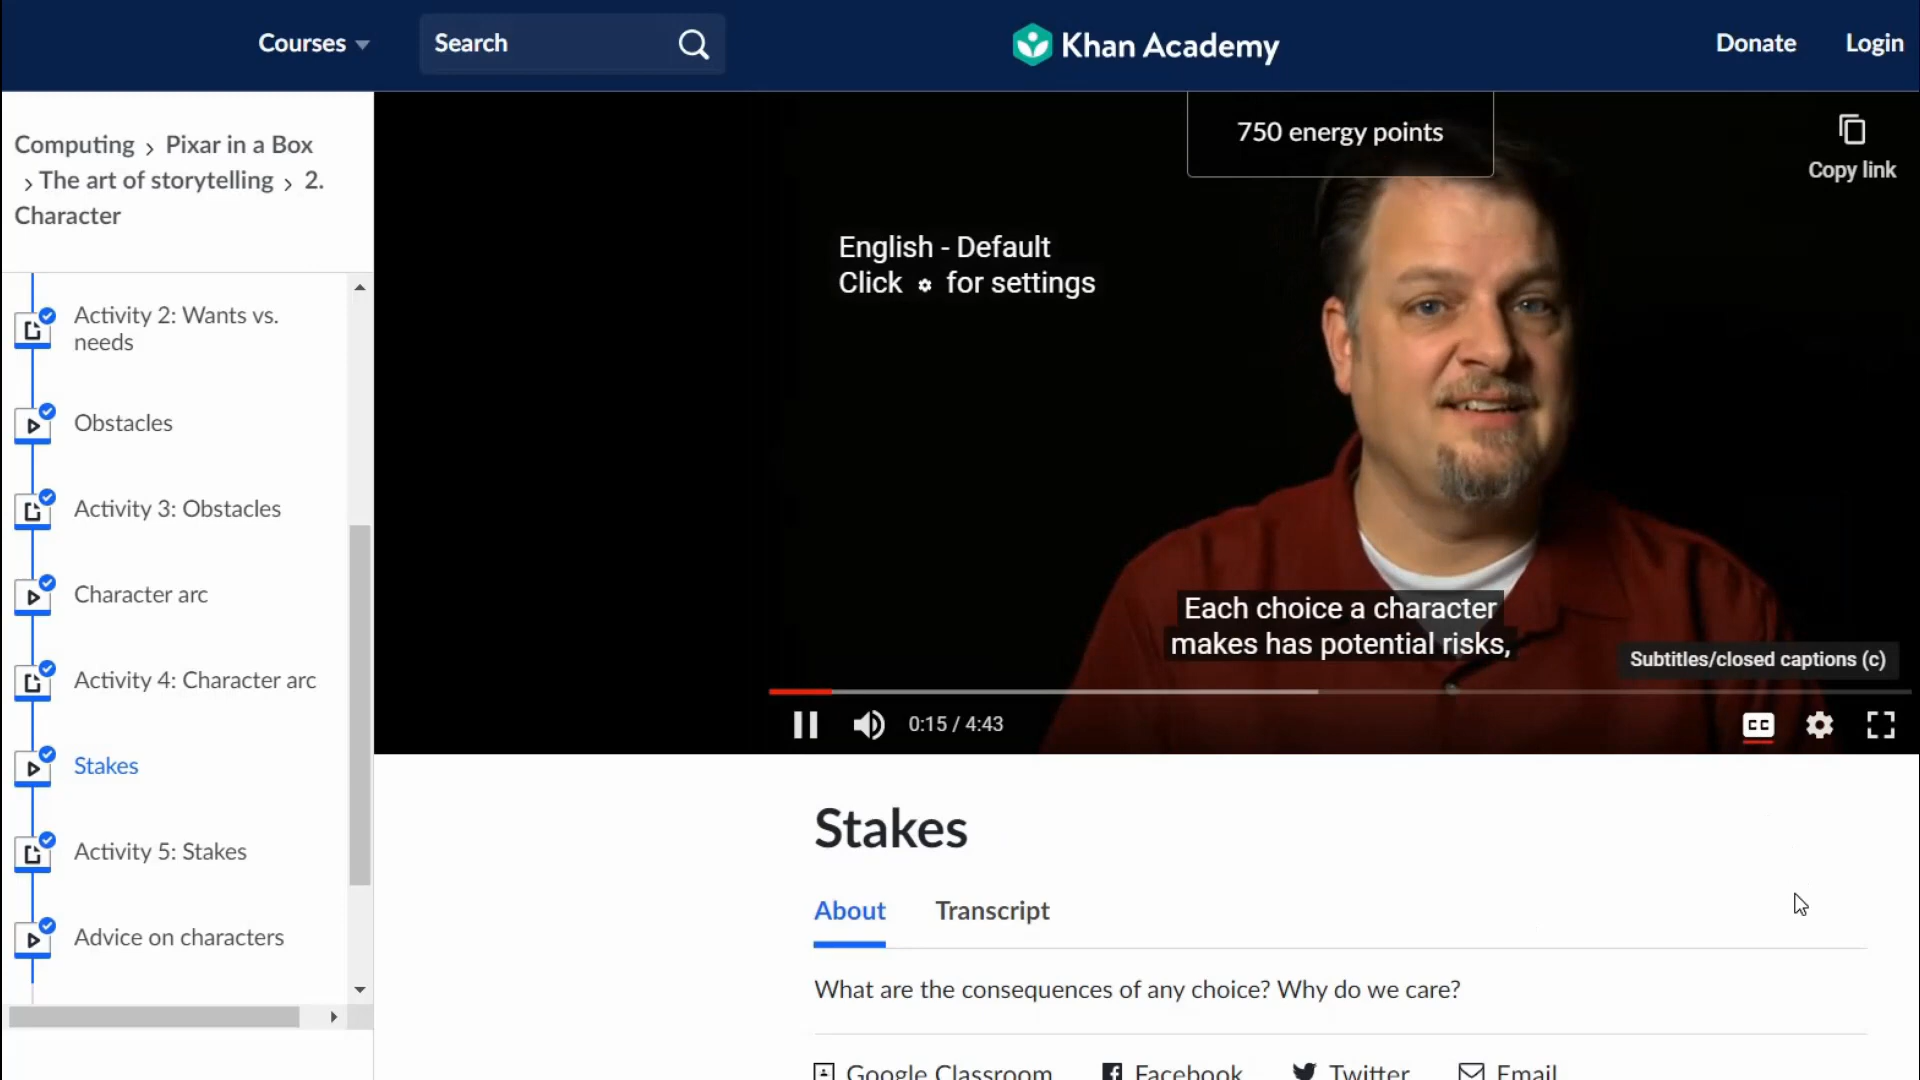 Courses
Search
Khan Academy
Donate
Login
Computing > Pixar in a Box
> The art of storytelling > 2.
Character
Activity 2: Wants vs.
needs
Obstacles
Activity 3: Obstacles
Character arc
Activity 4: Character arc
Stakes
Activity 5: Stakes
Advice on characters
750 energy points
Copy link
English - Default
Click for settings
Each choice a character
makes has potential risks,
Subtitles/closed captions (c)
0:15 / 4:43
CC
Stakes
About
Transcript
What are the consequences of any choice? Why do we care?
Google Classroom
Facebook
Twitter
Email